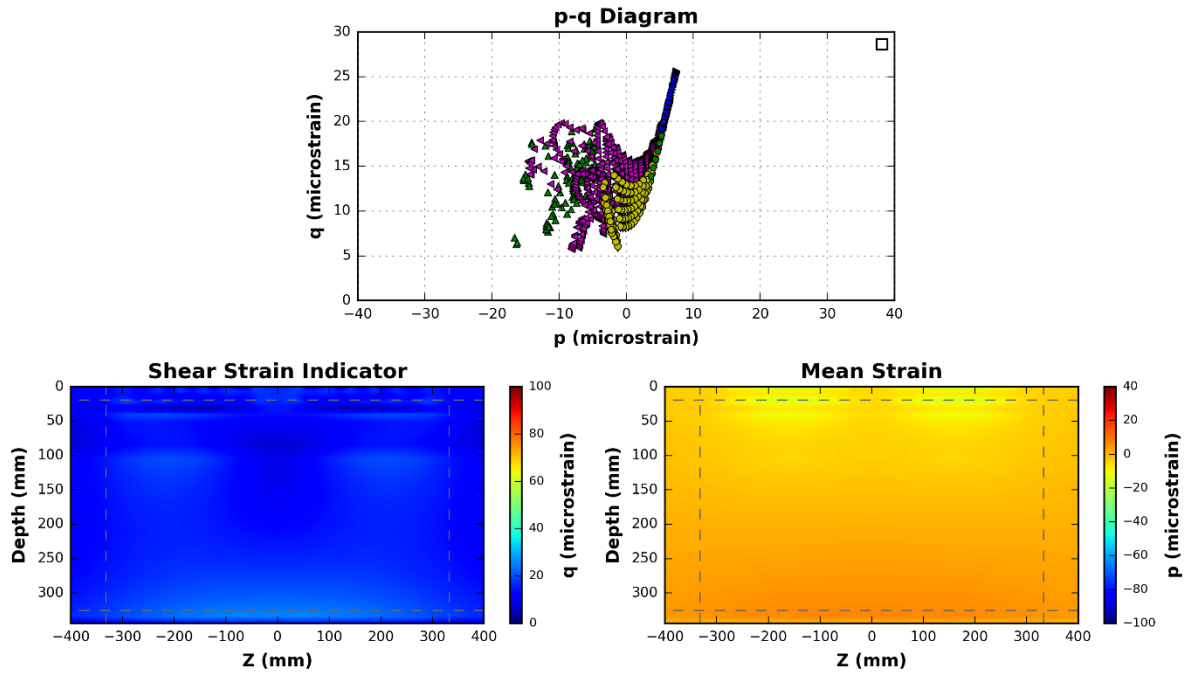 p-q Diagram
30
25
20
15
10
5
0
q (microstrain)
−40 −30 −20 −10 0 10 20 30 40
p (microstrain)
Shear Strain Indicator
0
50
100
150
200
250
300
Depth (mm)
−400 −300 −200 −100 0 100 200 300 400
Z (mm)
100
80
60
40
20
0
q (microstrain)
Mean Strain
0
50
100
150
200
250
300
Depth (mm)
−400 −300 −200 −100 0 100 200 300 400
Z (mm)
40
20
0
−20
−40
−60
−80
−100
p (microstrain)